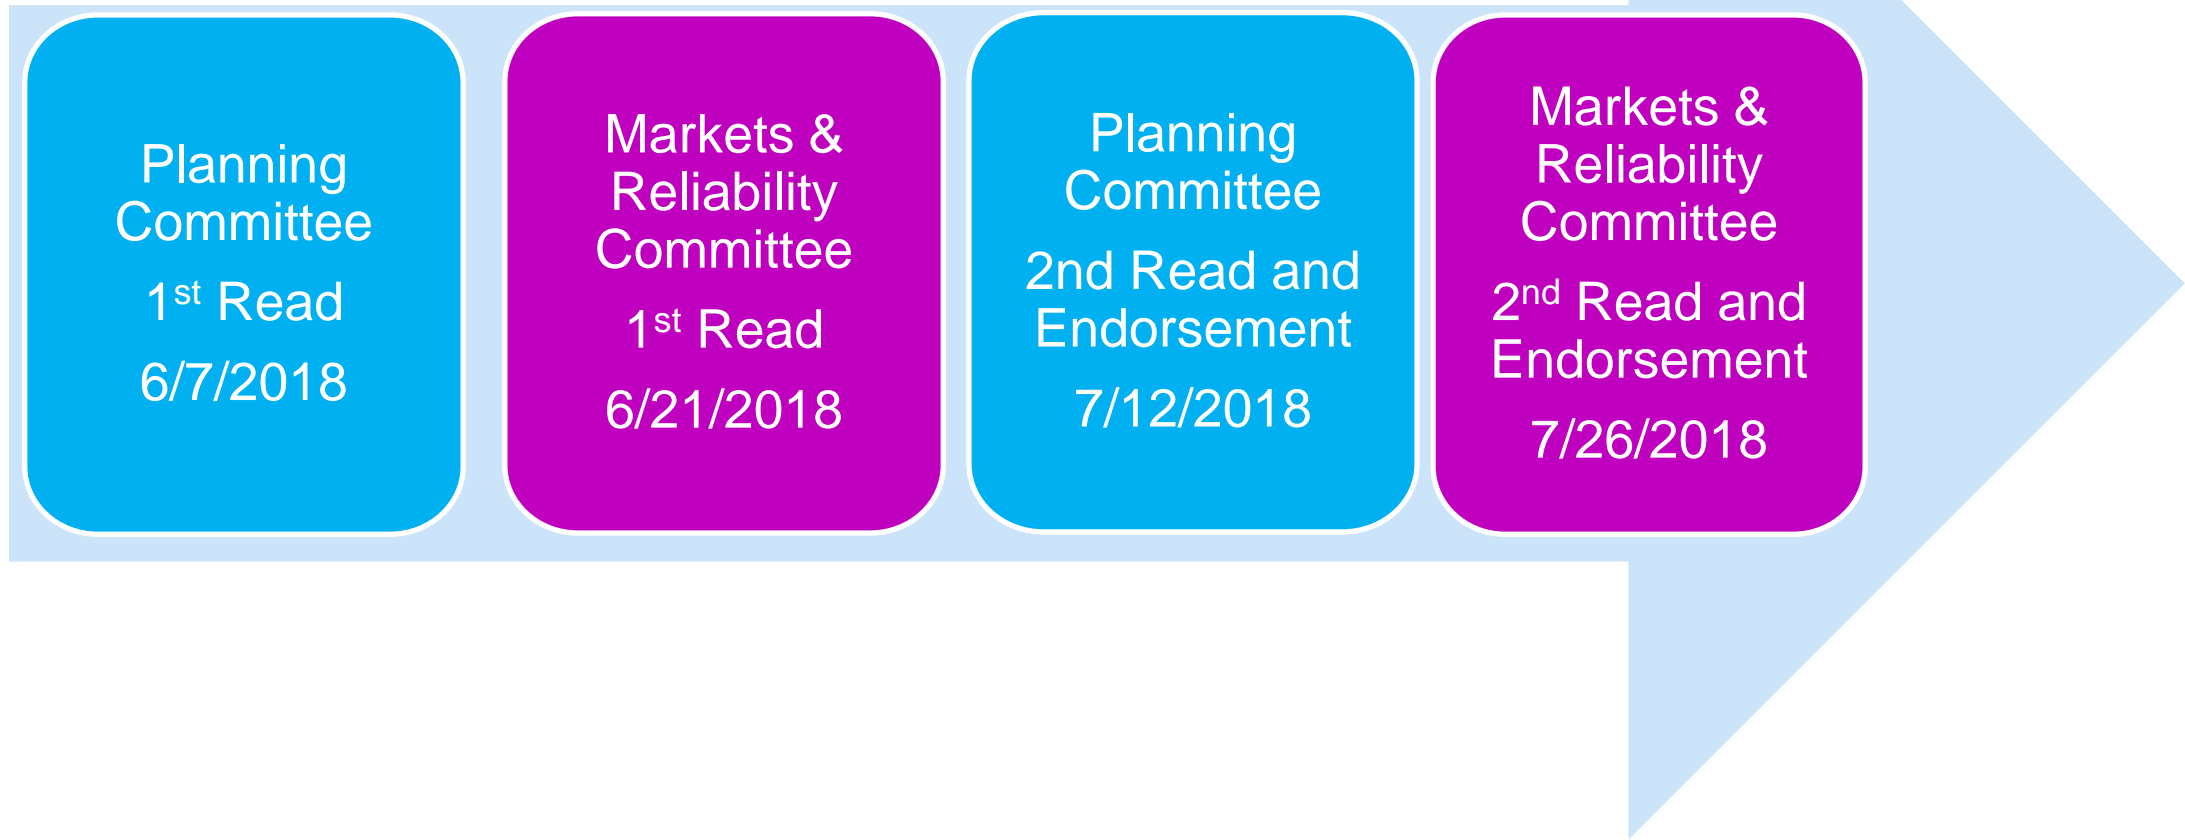 Planning
Committee
1st Read
6/7/2018
Markets &
Reliability
Committee
1st Read
6/21/2018
Planning
Committee
2nd Read and
Endorsement
7/12/2018
Markets &
Reliability
Committee
2nd Read and
Endorsement
7/26/2018